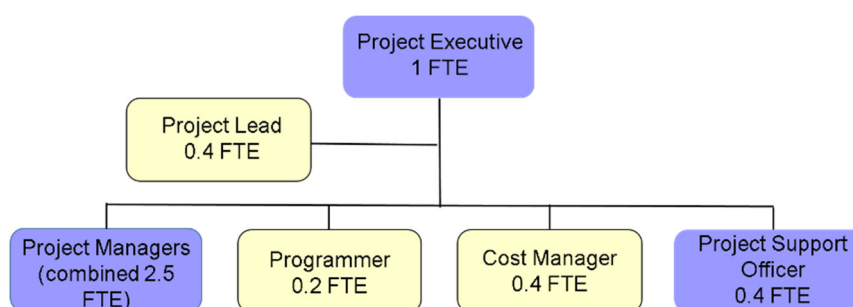 Project Executive
1 FTE
Project Lead
0.4 FTE
Project Managers
(combined 2.5
FTE)
Programmer
0.2 FTE
Cost Manager
0.4 FTE
Project Support
Officer
0.4 FTE